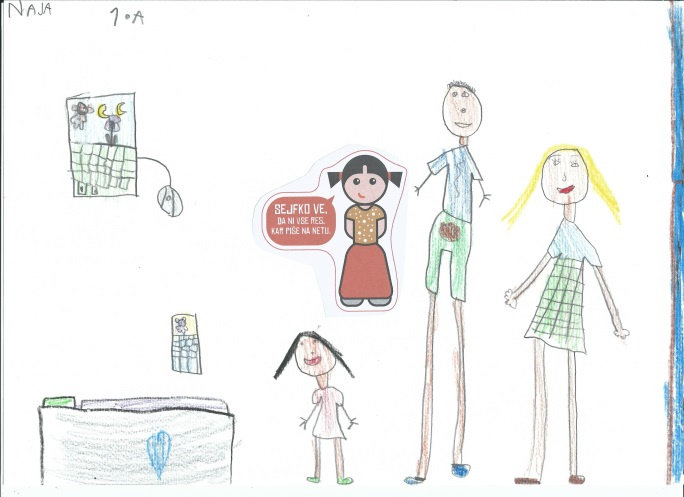 NAJA
1.A
SEJFKO VE,
DA NI VSE RES,
KAR PIŠE NA NETU.